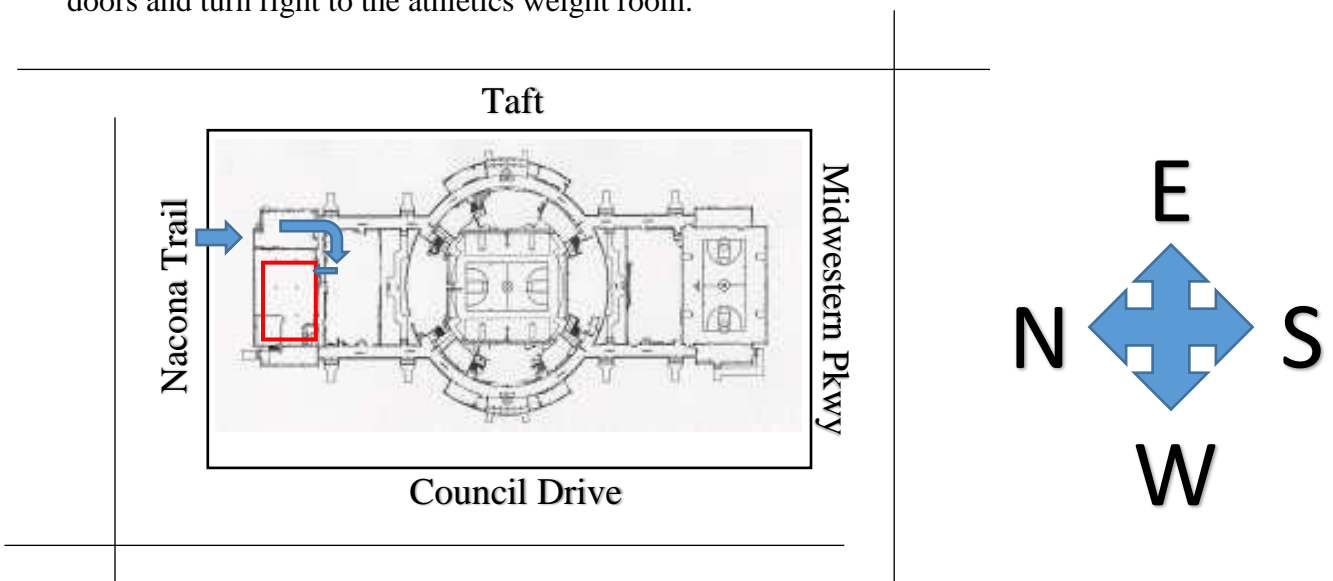 doors and turn right to the athletics weight room.
Taft
Nacona Trail
Midwestern Pkwy
Council Drive
E
N
S
W